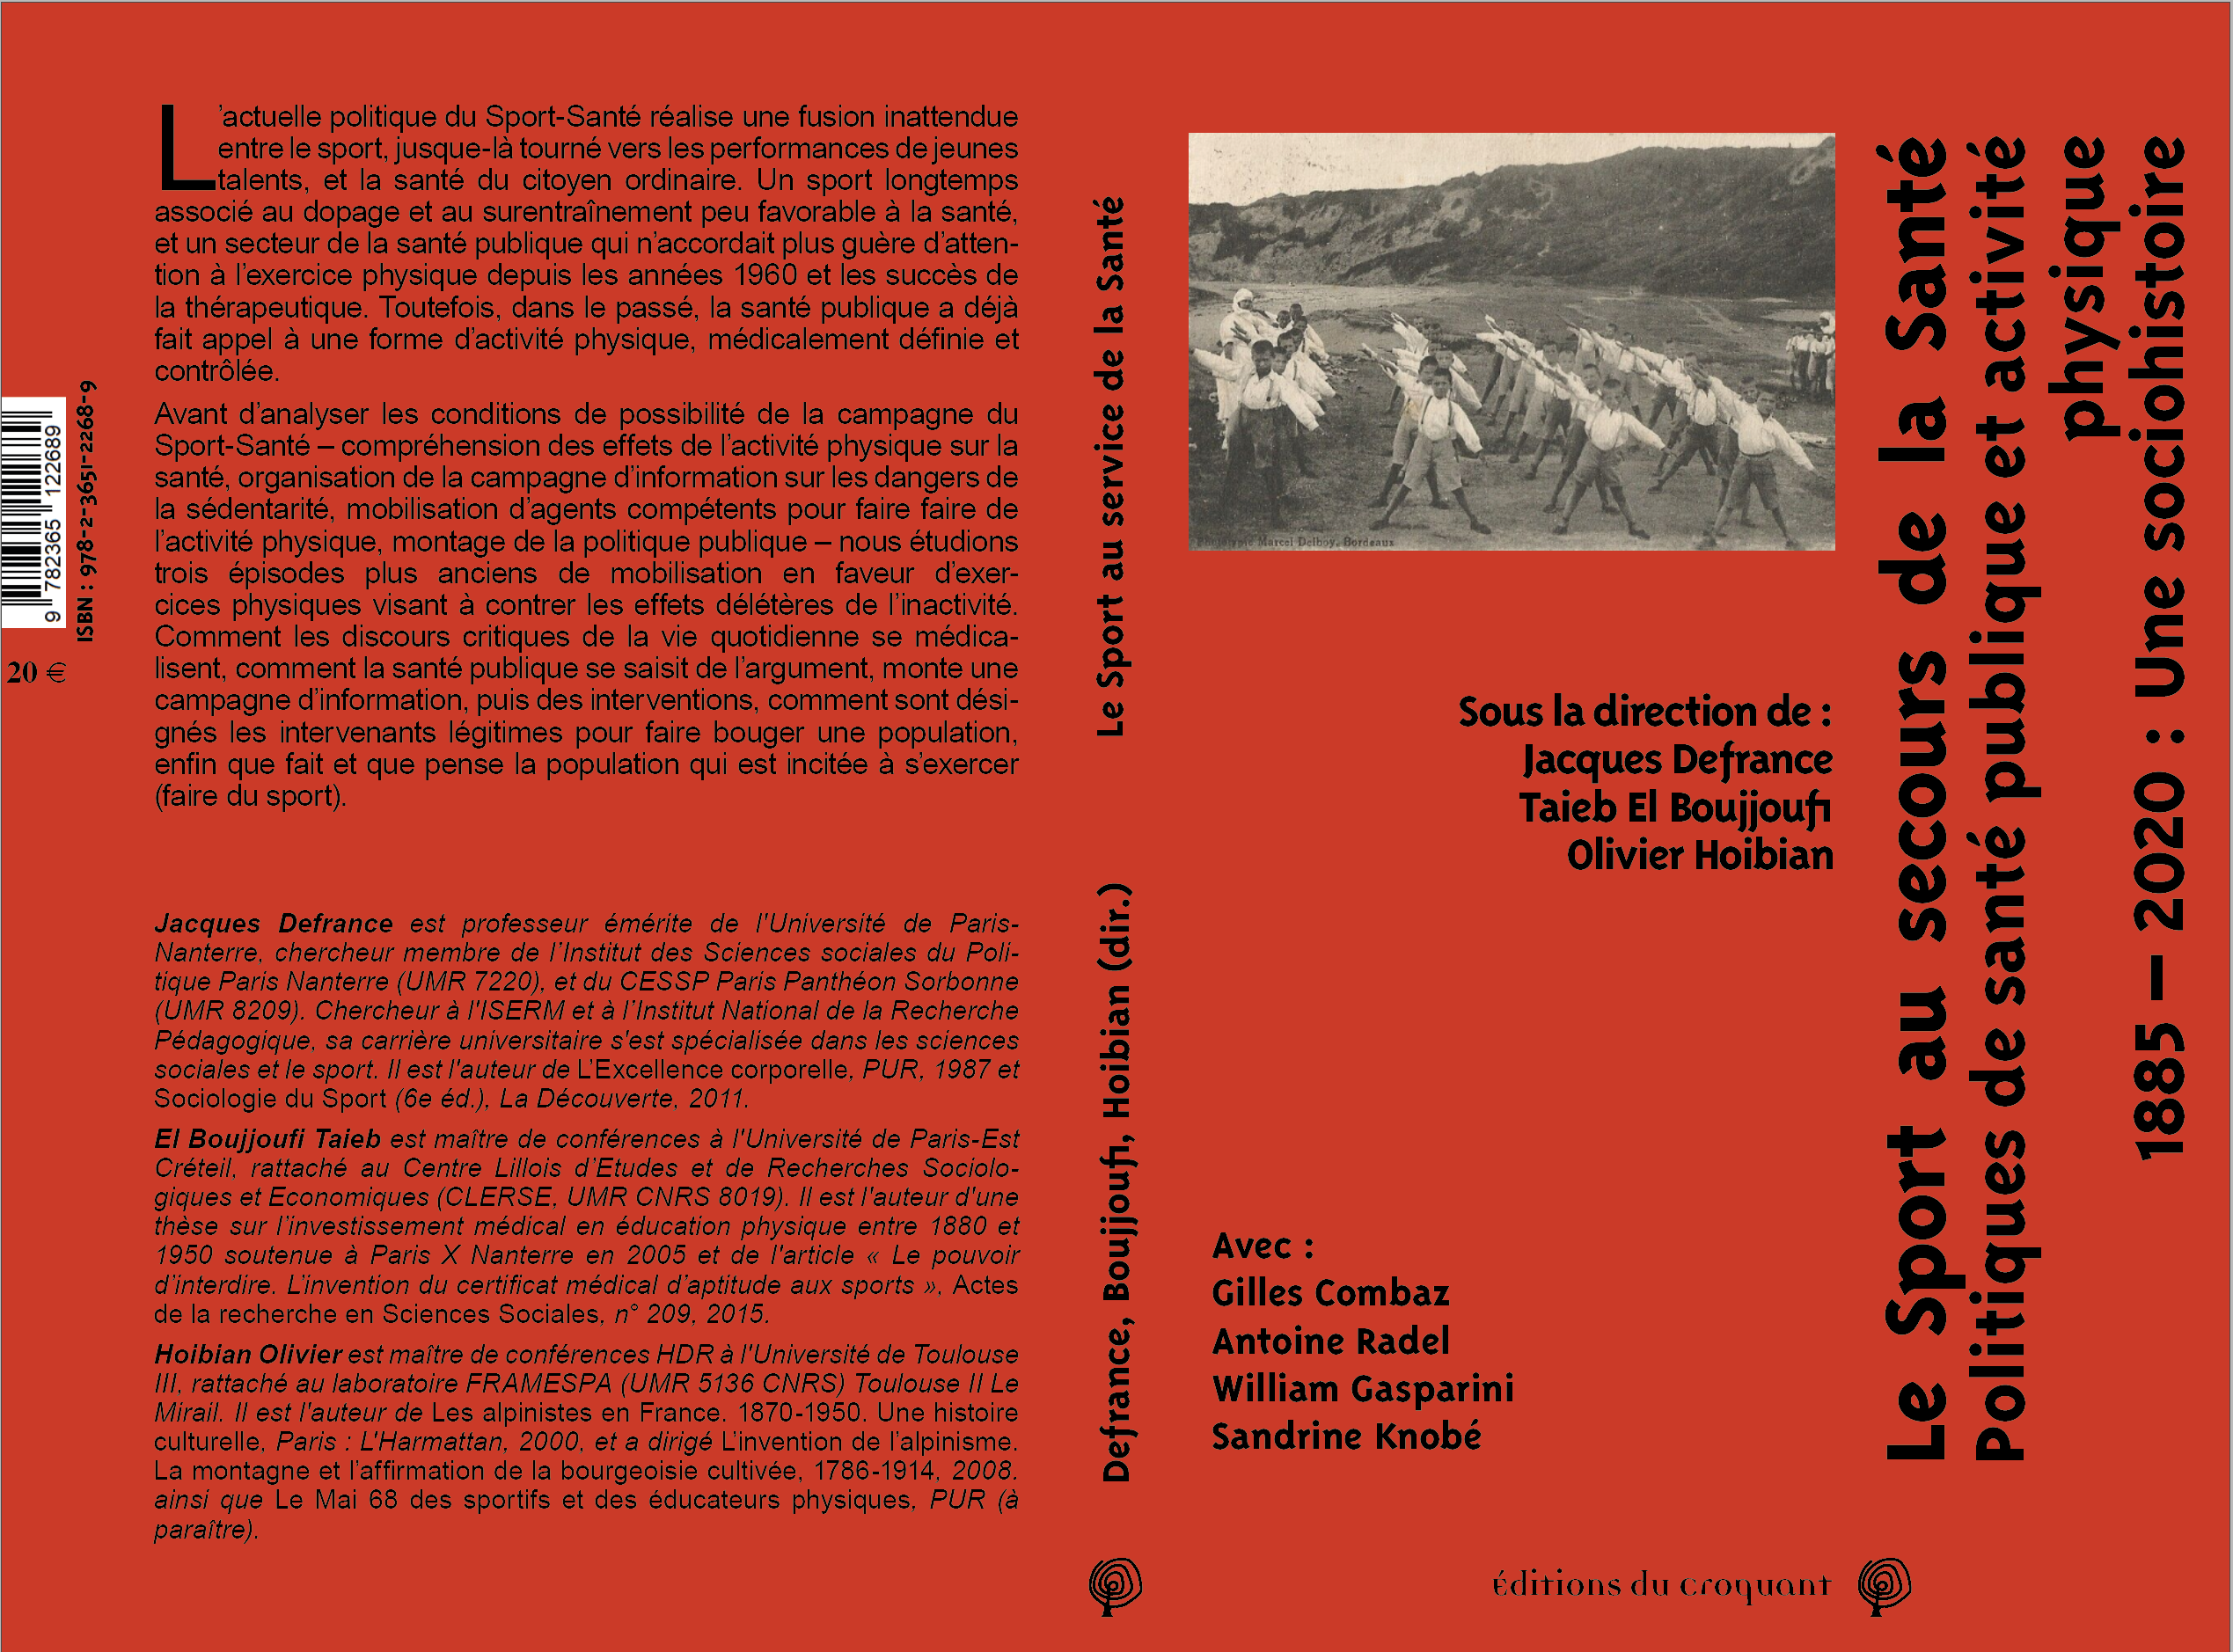 L'actuelle politique du Sport-Santé réalise une fusion inattendue
entre le sport, jusque-là tourné vers les performances de jeunes
talents, et la santé du citoyen ordinaire. Un sport longtemps
associé au dopage et au surentraînement peu favorable à la santé,
et un secteur de la santé publique qui n'accordait plus guère d'atten-
tion à l'exercice physique depuis les années 1960 et les succès de
la thérapeutique. Toutefois, dans le passé, la santé publique a déjà
fait appel à une forme d'activité physique, médicalement définie et
contrôlée.
Avant d'analyser les conditions de possibilité de la campagne du
Sport-Santé – compréhension des effets de l'activité physique sur la
santé, organisation de la campagne d'information sur les dangers de
la sédentarité, mobilisation d'agents compétents pour faire faire de
l'activité physique, montage de la politique publique – nous étudions
trois épisodes plus anciens de mobilisation en faveur d'exer-
cices physiques visant à contrer les effets délétères de l'inactivité.
Comment les discours critiques de la vie quotidienne se médica-
lisent, comment la santé publique se saisit de l'argument, monte une
campagne d'information, puis des interventions, comment sont dési-
gnés les intervenants légitimes pour faire bouger une population,
enfin que fait et que pense la population qui est incitée à s'exercer
(faire du sport).
Jacques Defrance est professeur émérite de l'Université de Paris-
Nanterre, chercheur membre de l'Institut des Sciences sociales du Poli-
tique Paris Nanterre (UMR 7220), et du CESSP Paris Panthéon Sorbonne
(UMR 8209). Chercheur à l'ISERM et à l'Institut National de la Recherche
Pédagogique, sa carrière universitaire s'est spécialisée dans les sciences
sociales et le sport. Il est l'auteur de L'Excellence corporelle, PUR, 1987 et
Sociologie du Sport (6e éd.), La Découverte, 2011.
El Boujjoufi Taieb est maître de conférences à l'Université de Paris-Est
Créteil, rattaché au Centre Lillois d'Etudes et de Recherches Sociolo-
giques et Economiques (CLERSE, UMR CNRS 8019). Il est l'auteur d'une
thèse sur l'investissement médical en éducation physique entre 1880 et
1950 soutenue à Paris X Nanterre en 2005 et de l'article « Le pouvoir
d'interdire. L'invention du certificat médical d'aptitude aux sports », Actes
de la recherche en Sciences Sociales, n° 209, 2015.
Hoibian Olivier est maître de conférences HDR à l'Université de Toulouse
III, rattaché au laboratoire FRAMESPA (UMR 5136 CNRS) Toulouse II Le
Mirail. Il est l'auteur de Les alpinistes en France. 1870-1950. Une histoire
culturelle, Paris : L'Harmattan, 2000, et a dirigé L'invention de l'alpinisme.
La montagne et l'affirmation de la bourgeoisie cultivée, 1786-1914, 2008.
ainsi que Le Mai 68 des sportifs et des éducateurs physiques, PUR (à
paraître).
9 782365 122689
ISBN : 978-2-3651-2268-9
20 €
Le Sport au service de la Santé
Defrance, Boujjoufi, Hoibian (dir.)
Phototypie Marcel Delboy, Bordeaux
Sous la direction de :
Jacques Defrance
Taieb El Boujjoufi
Olivier Hoibian
Avec :
Gilles Combaz
Antoine Radel
William Gasparini
Sandrine Knobé
éditions du croquant
Le Sport au secours de la Santé
Politiques de santé publique et activité
physique
1885 – 2020 : Une sociohistoire